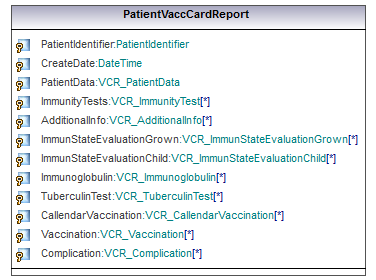 PatientVaccCardReport
PatientIdentifier:PatientIdentifier
CreateDate:DateTime
PatientData:VCR_PatientData
ImmunityTests:VCR_ImmunityTest[*]
AdditionalInfo:VCR_AdditionalInfo[*]
ImmunStateEvaluationGrown:VCR_ImmunStateEvaluationGrown[*]
ImmunStateEvaluationChild:VCR_ImmunStateEvaluationChild[*]
Immunoglobulin:VCR_Immunoglobulin[*]
TuberculinTest:VCR_TuberculinTest[*]
CallendarVaccination:VCR_CallendarVaccination[*]
Vaccination:VCR_Vaccination[*]
Complication:VCR_Complication[*]